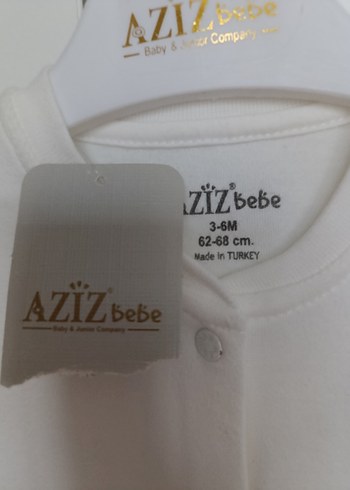 AZIZ bebe
Baby & Junior Company
AZIZ® bebe
3-6M
62-68 cm.
Made In TURKEY
AZIZ® bebe
Baby & Junior Company